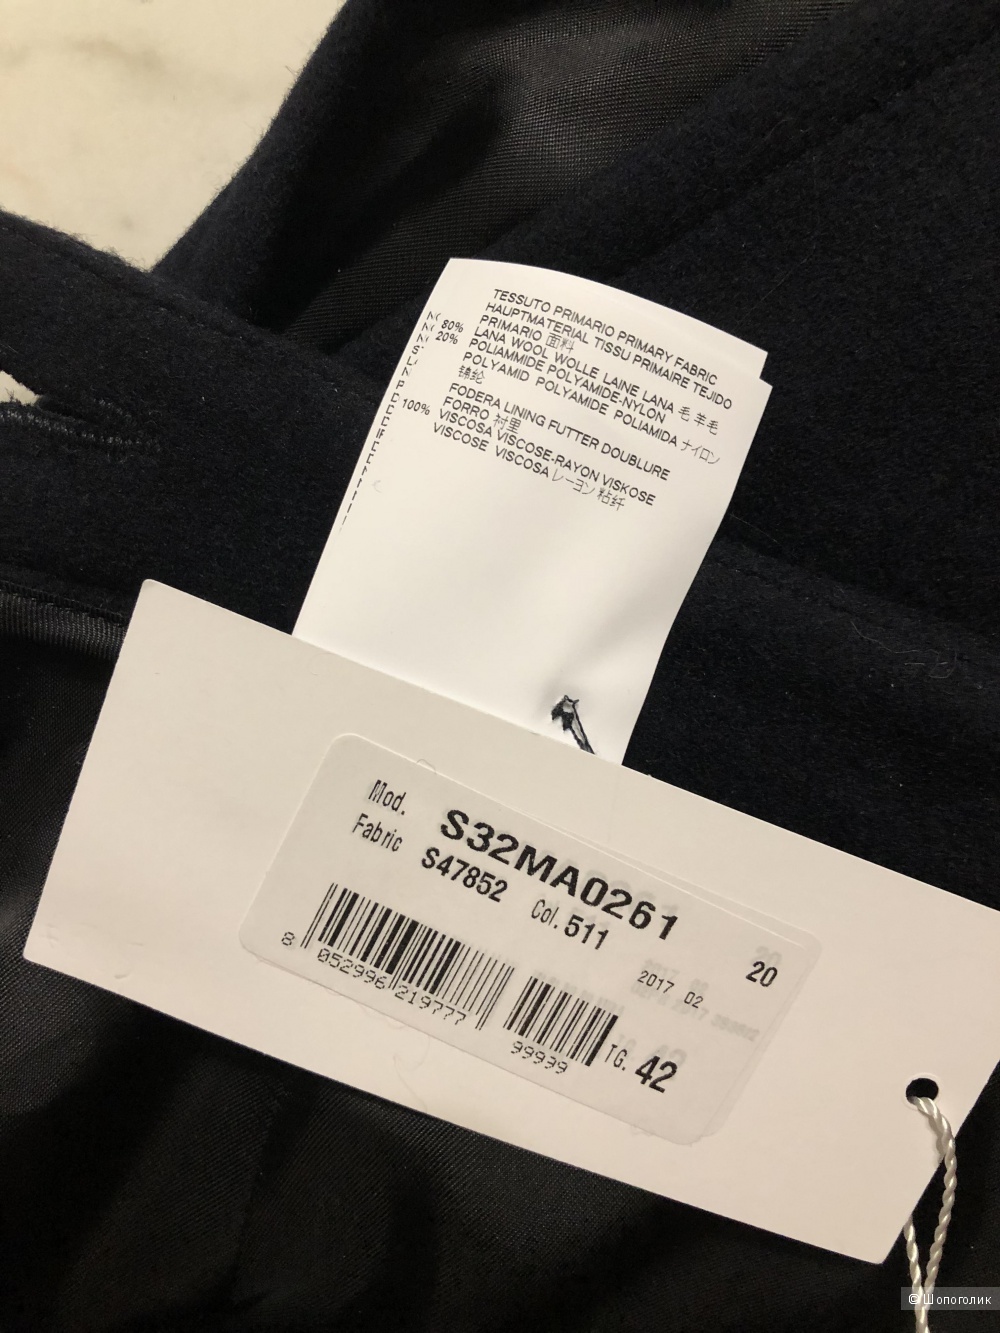 TESSUTO PRIMARIO PRIMARY FABRIC
HAUPTMATERIAL TISSU PRIMAIRE TEJIDO
PRIMARIO 面料
80% LANA WOOL WOLLE LAINE LANA 毛 羊毛
20% POLIAMMIDE POLYAMIDE-NYLON
POLYAMID POLYAMIDE POLIAMIDA ナイロン
锦纶
FODERA LINING FUTTER DOUBLURE
FORRO 衬里
100% VISCOSA VISCOSE-RAYON VISKOSE
VISCOSE VISCOSA レーヨン 粘纤
Mod. S32MA0261
Fabric S47852 Col. 511
2017 02 20
8 052996 219777
99999
TG. 42
© Шопоголик